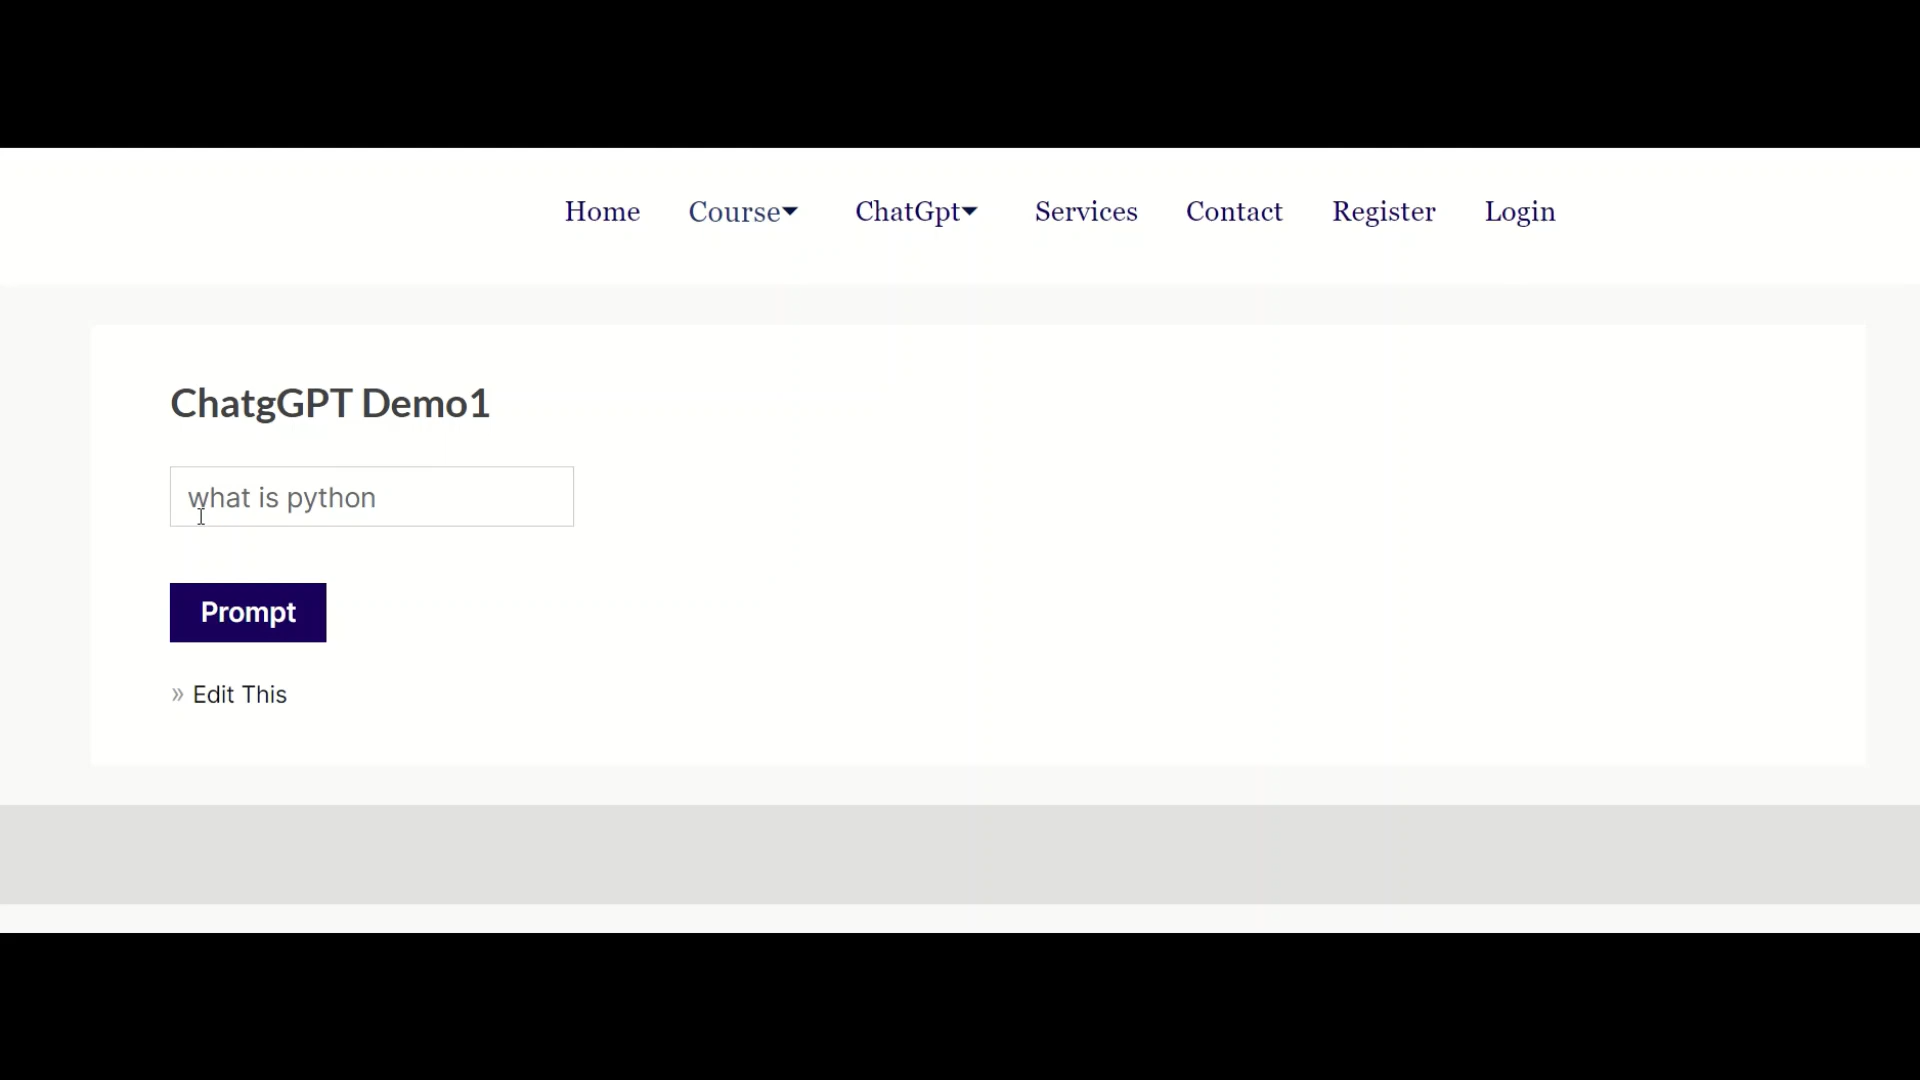 Home Course ChatGpt Services Contact Register Login
ChatgGPT Demo1
what is python
Prompt
» Edit This